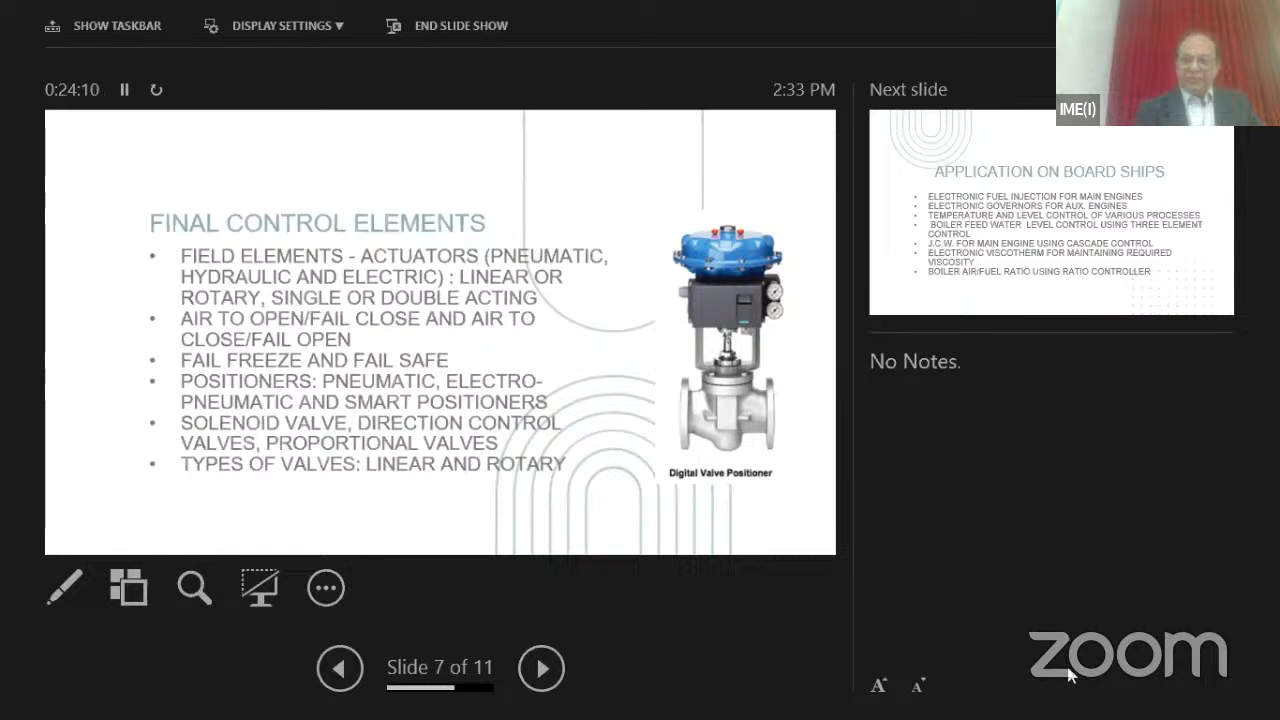 SHOW TASKBAR
DISPLAY SETTINGS ▼
END SLIDE SHOW
0:24:10
2:33 PM
FINAL CONTROL ELEMENTS
• FIELD ELEMENTS - ACTUATORS (PNEUMATIC,
HYDRAULIC AND ELECTRIC) : LINEAR OR
ROTARY, SINGLE OR DOUBLE ACTING
• AIR TO OPEN/FAIL CLOSE AND AIR TO
CLOSE/FAIL OPEN
• FAIL FREEZE AND FAIL SAFE
• POSITIONERS: PNEUMATIC, ELECTRO-
PNEUMATIC AND SMART POSITIONERS
• SOLENOID VALVE, DIRECTION CONTROL
VALVES, PROPORTIONAL VALVES
• TYPES OF VALVES: LINEAR AND ROTARY
Digital Valve Positioner
Slide 7 of 11
Next slide
IME(I)
APPLICATION ON BOARD SHIPS
• ELECTRONIC FUEL INJECTION FOR MAIN ENGINES
• ELECTRONIC GOVERNORS FOR AUX. ENGINES
• TEMPERATURE AND LEVEL CONTROL OF VARIOUS PROCESSES
• BOILER FEED WATER LEVEL CONTROL USING THREE ELEMENT
CONTROL
• J.C.W. FOR MAIN ENGINE USING CASCADE CONTROL
• ELECTRONIC VISCOTHERM FOR MAINTAINING REQUIRED
VISCOSITY
• BOILER AIR/FUEL RATIO USING RATIO CONTROLLER
No Notes.
zoom
A A